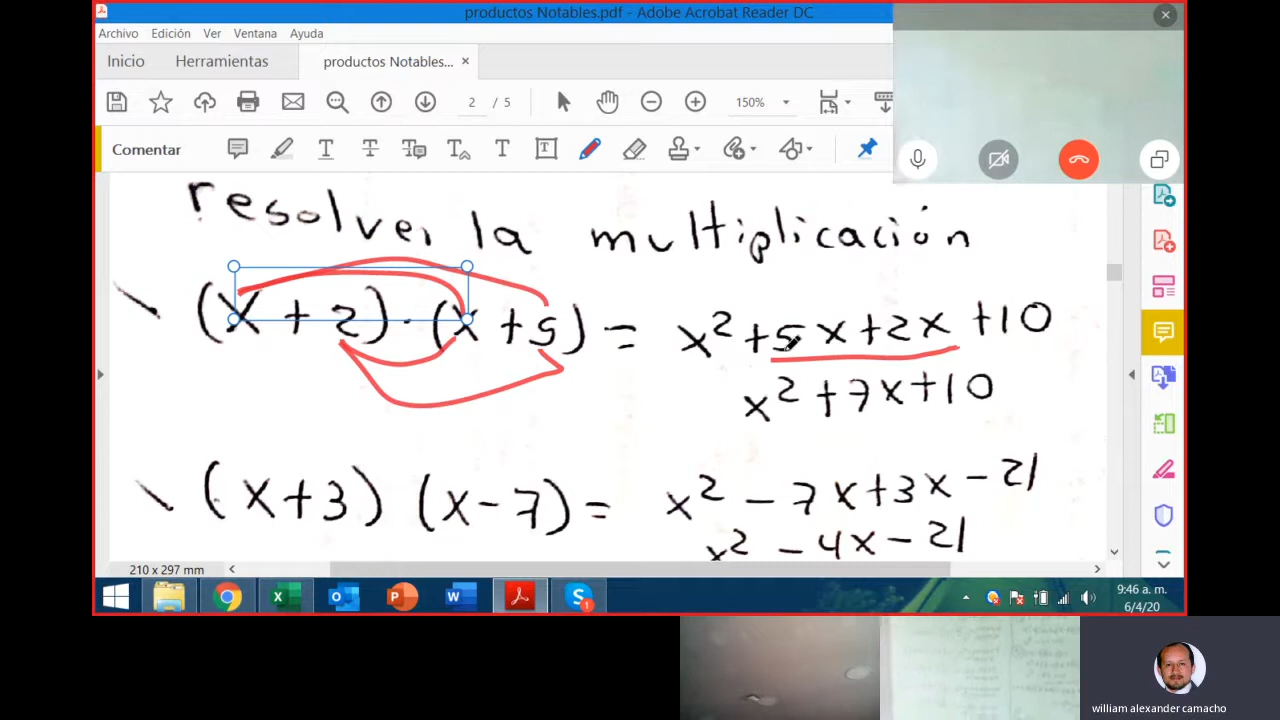 productos Notables.pdf - Adobe Acrobat Reader DC
Archivo Edición Ver Ventana Ayuda
Inicio Herramientas productos Notables... ×
2 / 5 150%
Comentar
resolver la multiplicación
(x + 2) . (x + 5) = x² + 5x + 2x + 10
x² + 7x + 10
(x + 3) (x - 7) = x² - 7x + 3x - 21
x² - 4x - 21
210 x 297 mm
9:46 a. m.
6/4/20
william alexander camacho